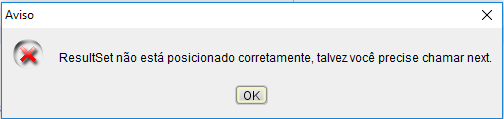 Aviso
ResultSet não está posicionado corretamente, talvez você precise chamar next.
OK